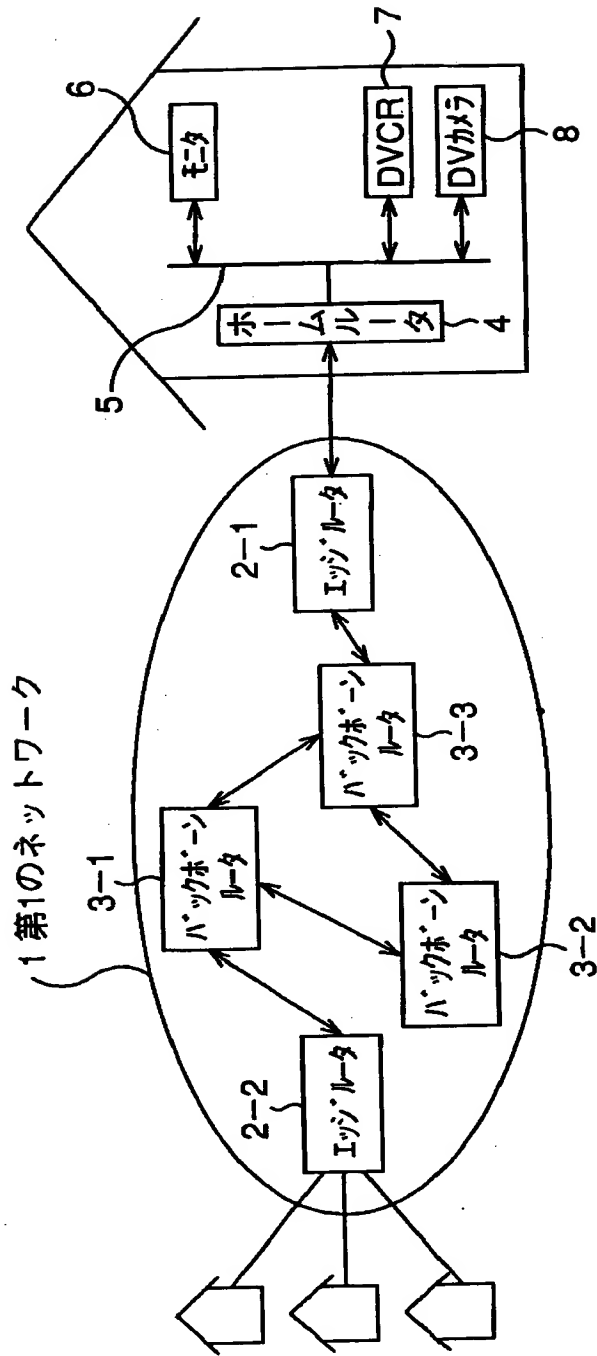 1 第1のネットワーク
3-1
バックボーン
ルータ
2-2
エッジルータ
バックボーン
ルータ
3-2
バックボーン
ルータ
3-3
2-1
エッジルータ
5
ホームルータ
4
6
モニタ
DVCR
7
DVカメラ
8